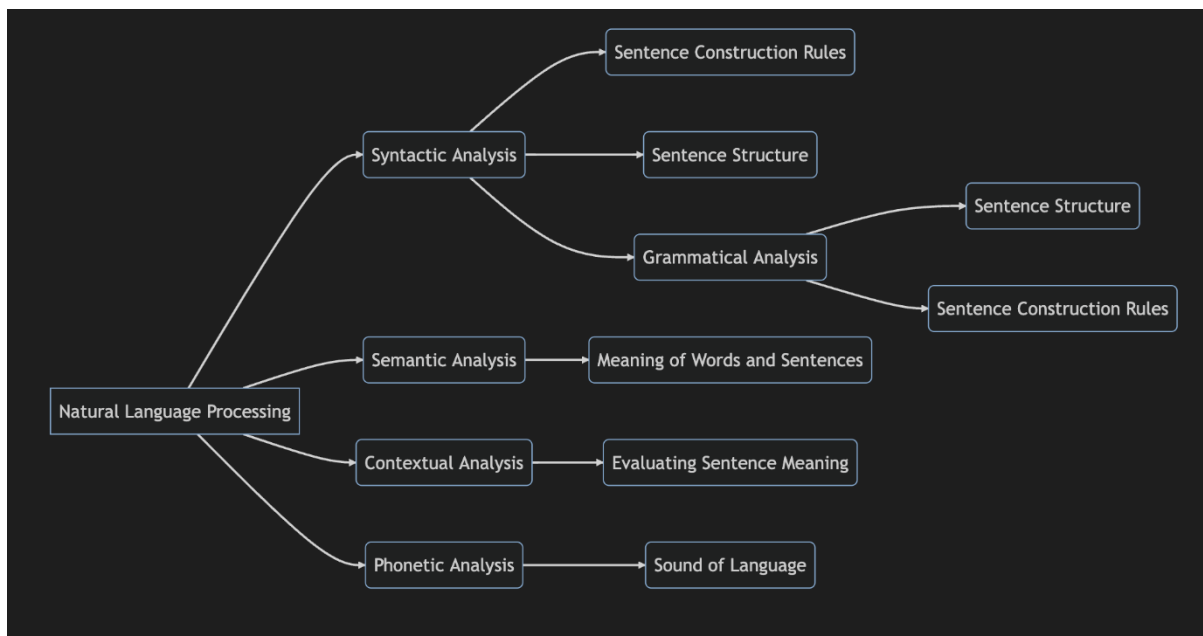 Sentence Construction Rules
Syntactic Analysis
Sentence Structure
Sentence Structure
Grammatical Analysis
Sentence Construction Rules
Semantic Analysis
Meaning of Words and Sentences
Natural Language Processing
Contextual Analysis
Evaluating Sentence Meaning
Phonetic Analysis
Sound of Language